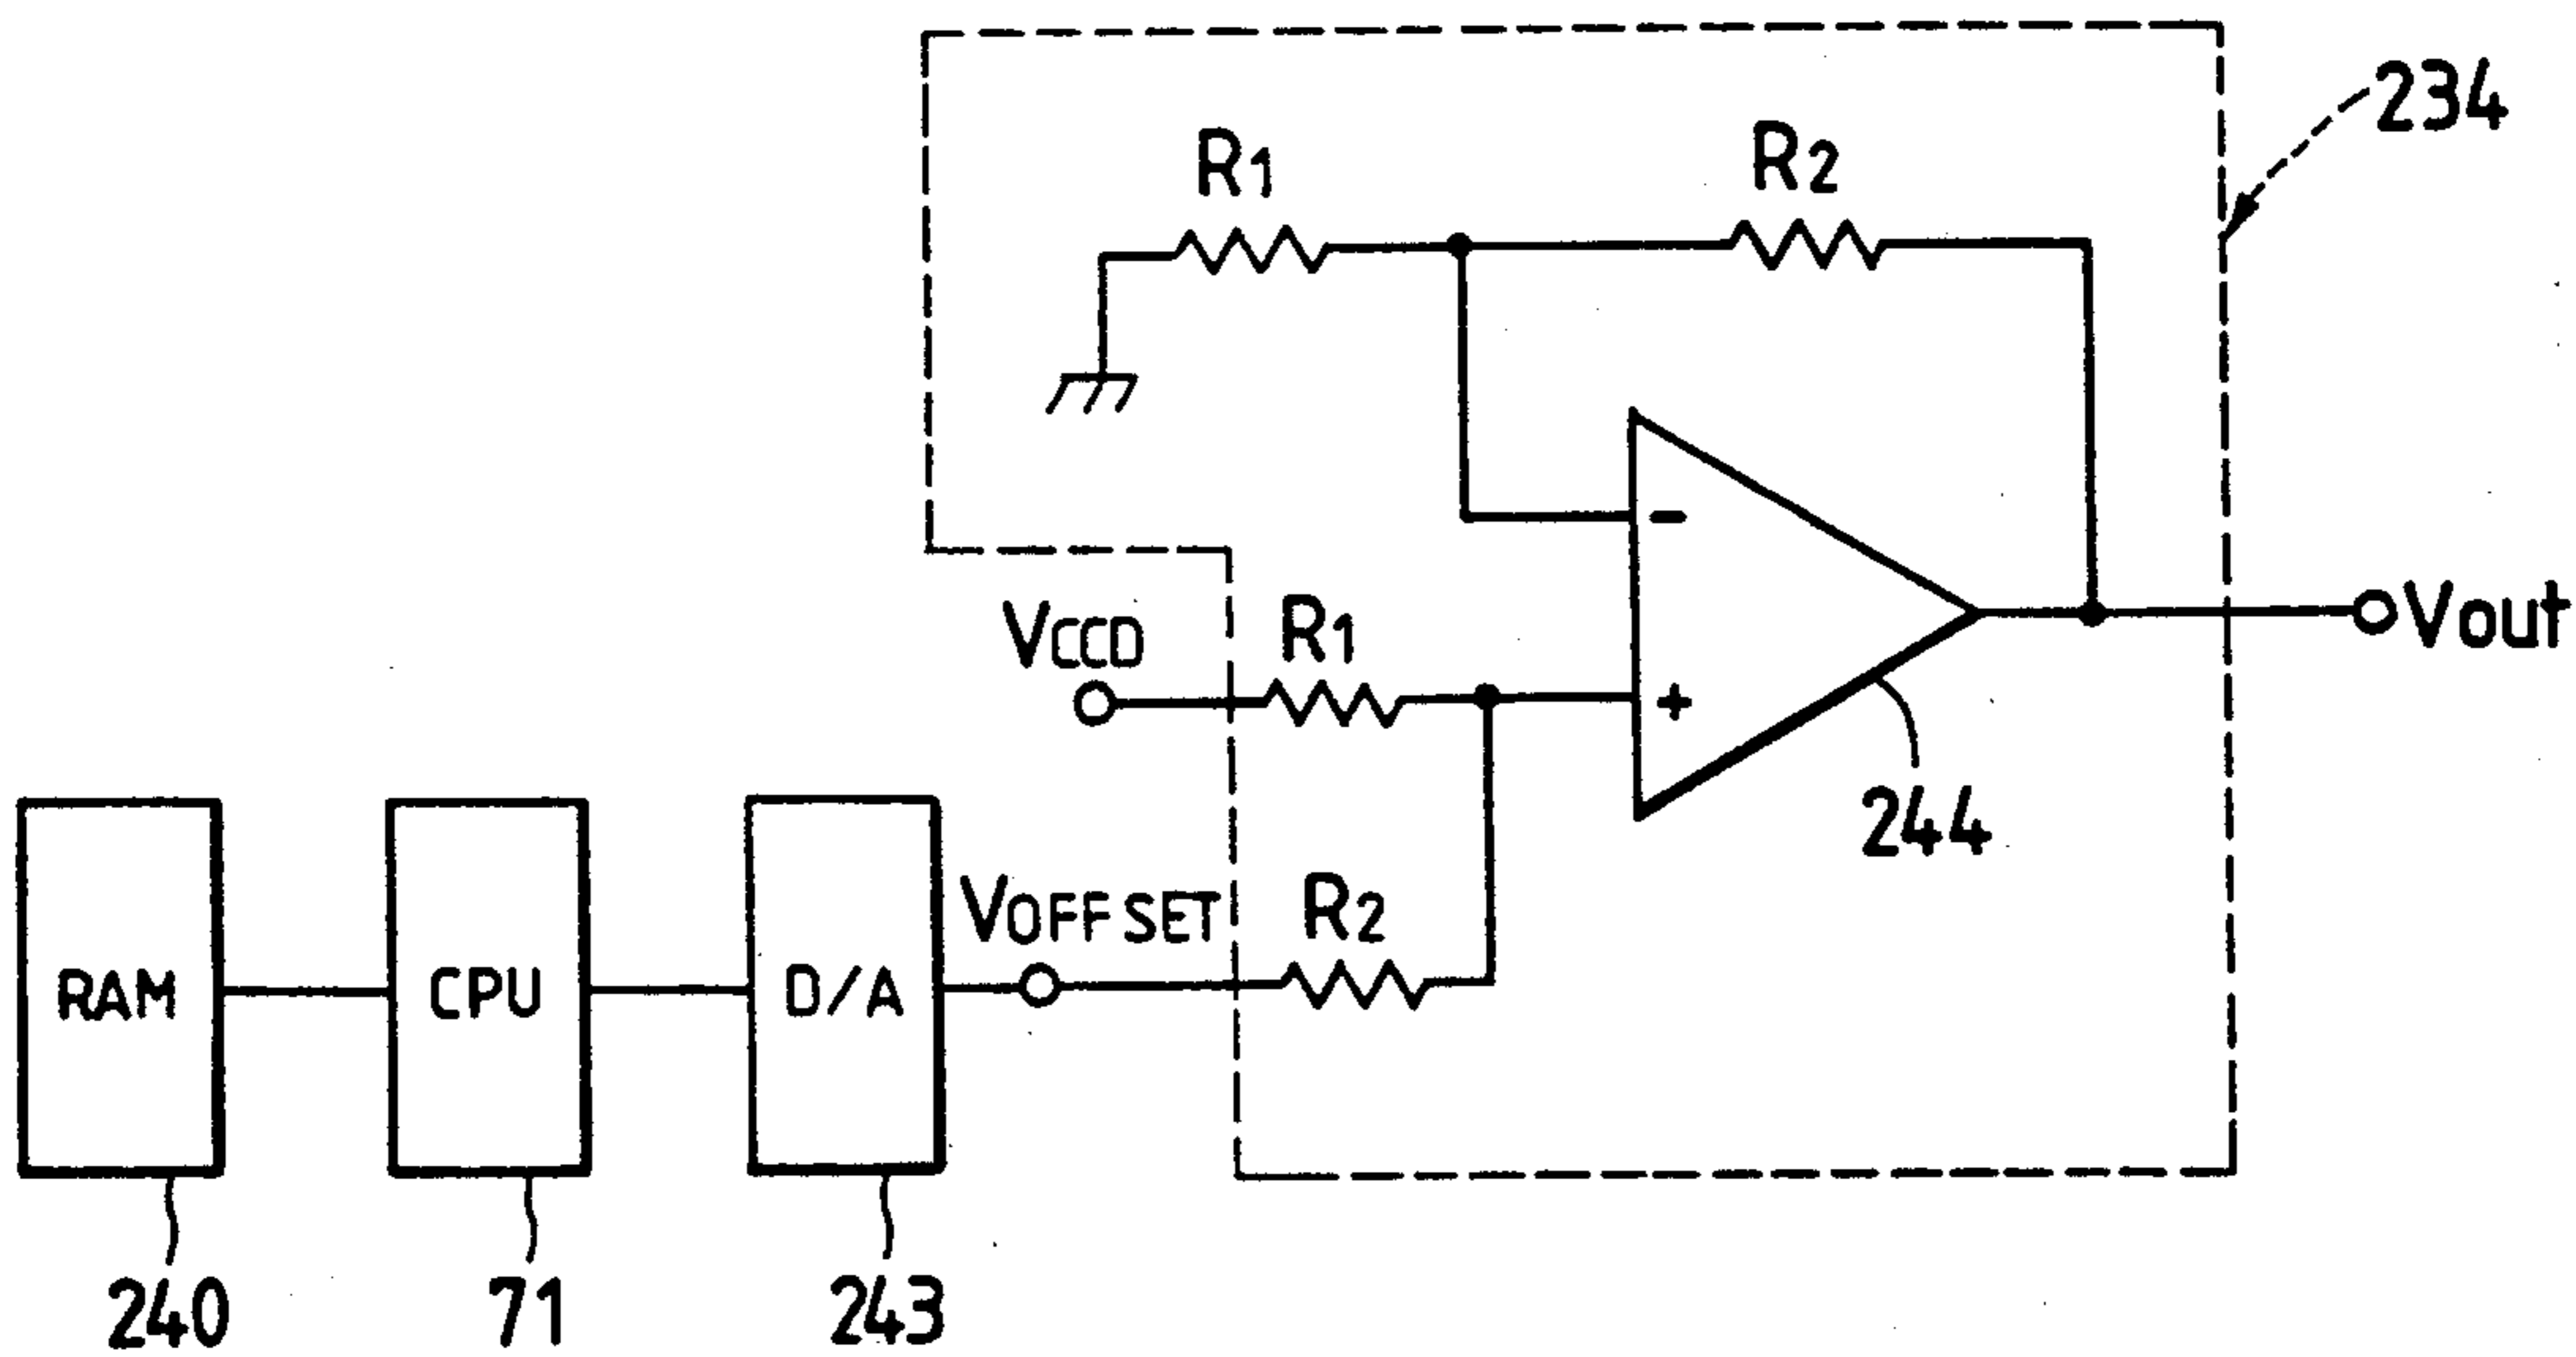 234
R1
R2
-
VCCD
R1
+
Vout
244
VOFFSET
R2
RAM
CPU
D/A
240
71
243